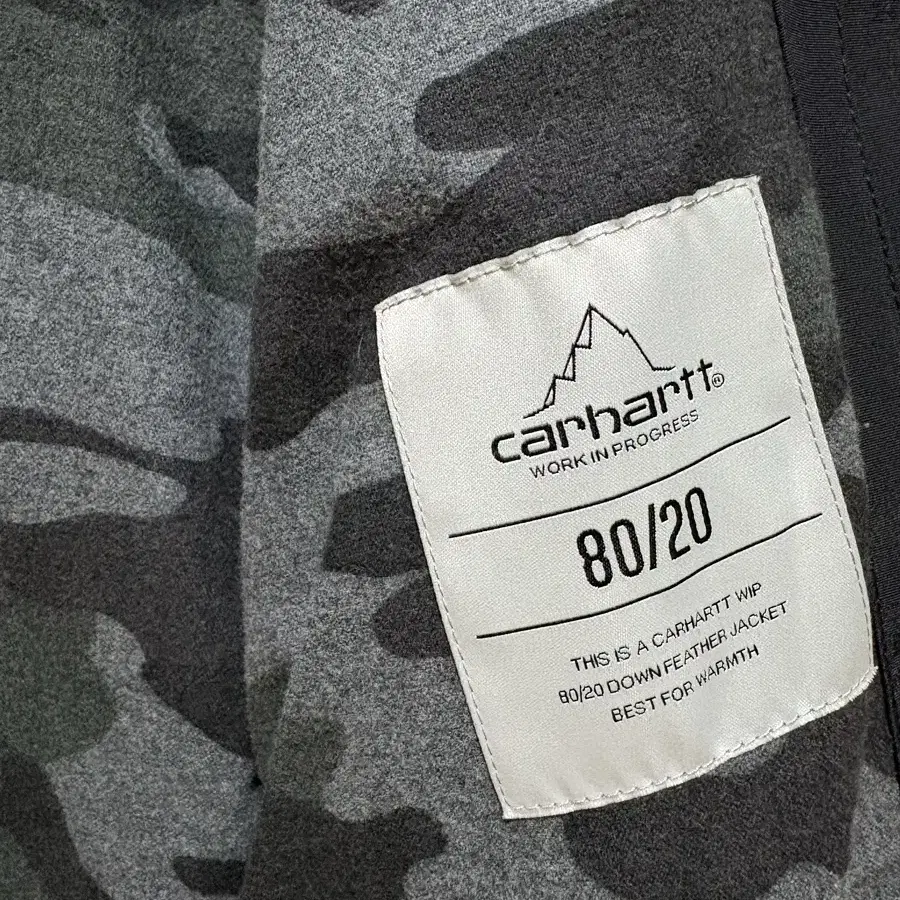 carhartt®
WORK IN PROGRESS
80/20
THIS IS A CARHARTT WIP
80/20 DOWN FEATHER JACKET
BEST FOR WARMTH